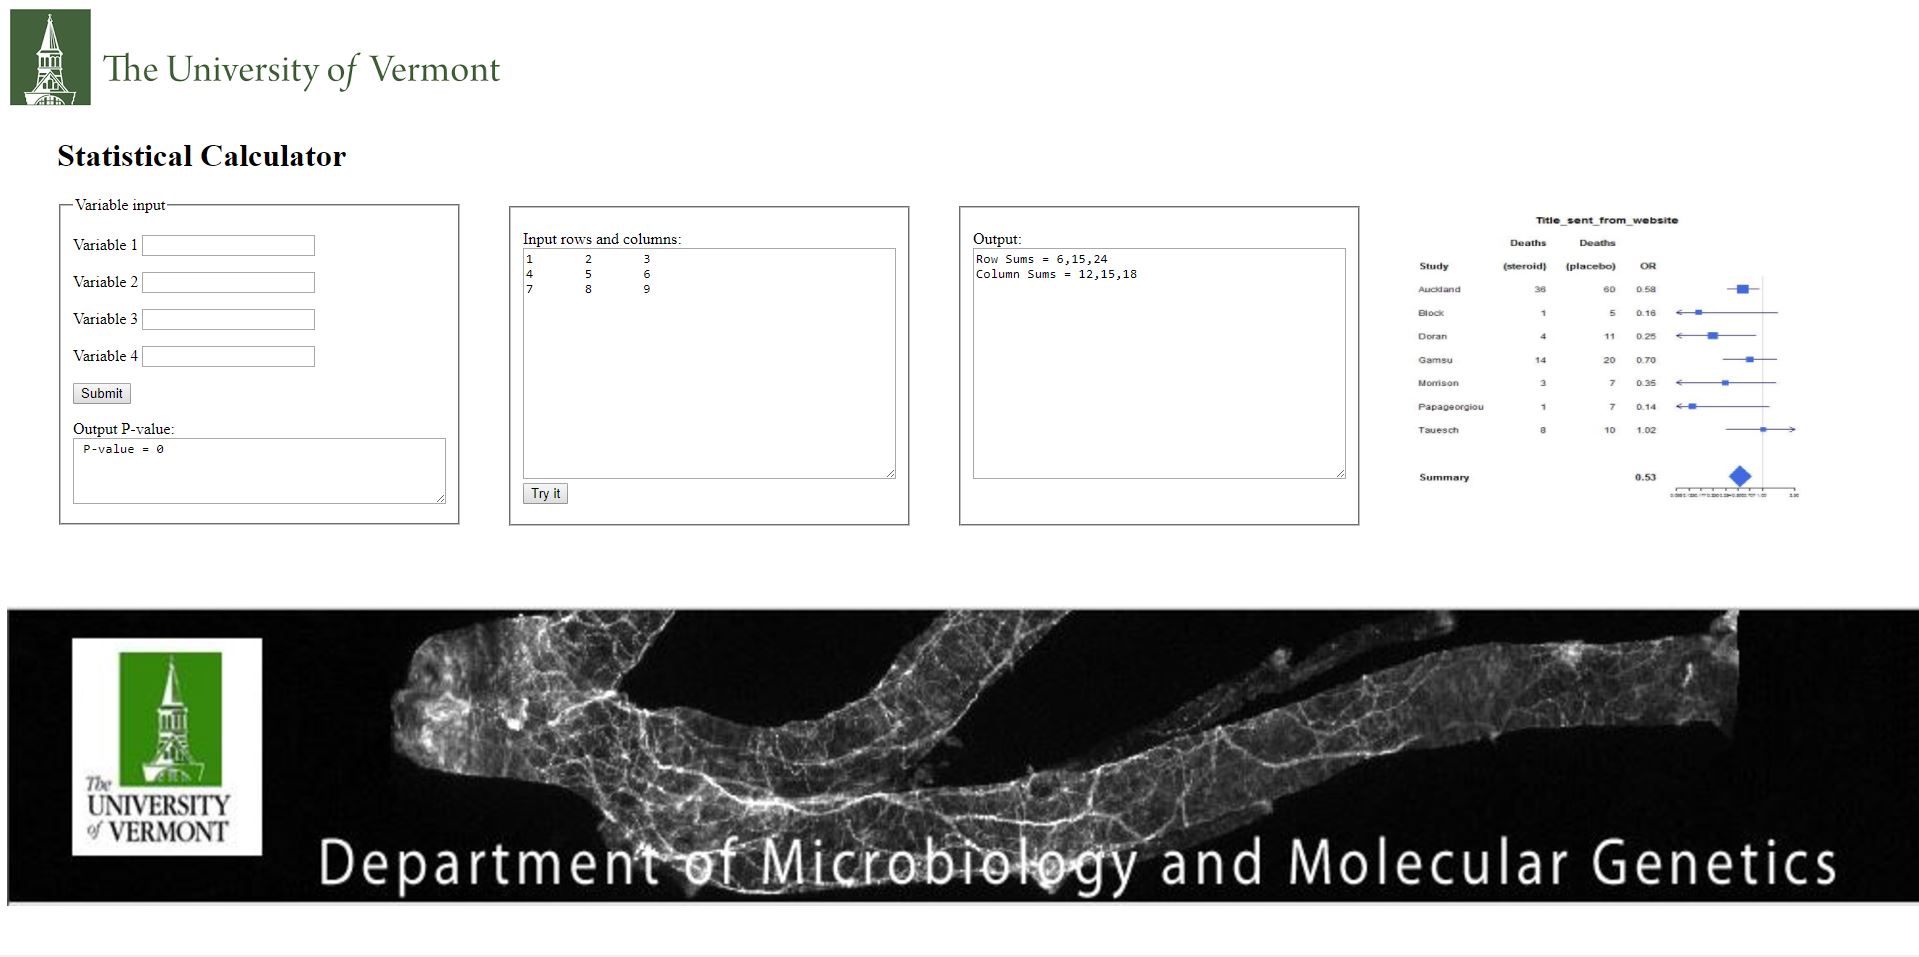 The University of Vermont
Statistical Calculator
Variable input
Variable 1
Variable 2
Variable 3
Variable 4
Submit
Output P-value:
P-value = 0
Input rows and columns:
1 2 3
4 5 6
7 8 9
Try it
Output:
Row Sums = 6,15,24
Column Sums = 12,15,18
Title_sent_from_website
Deaths Deaths
Study (steroid) (placebo) OR
Auckland 36 60 0.58
Block 1 5 0.16
Doran 4 11 0.25
Gamsu 14 20 0.70
Morrison 3 7 0.35
Papageorgiou 1 7 0.14
Tauesch 8 10 1.02
Summary 0.53
The
UNIVERSITY
of VERMONT
Department of Microbiology and Molecular Genetics